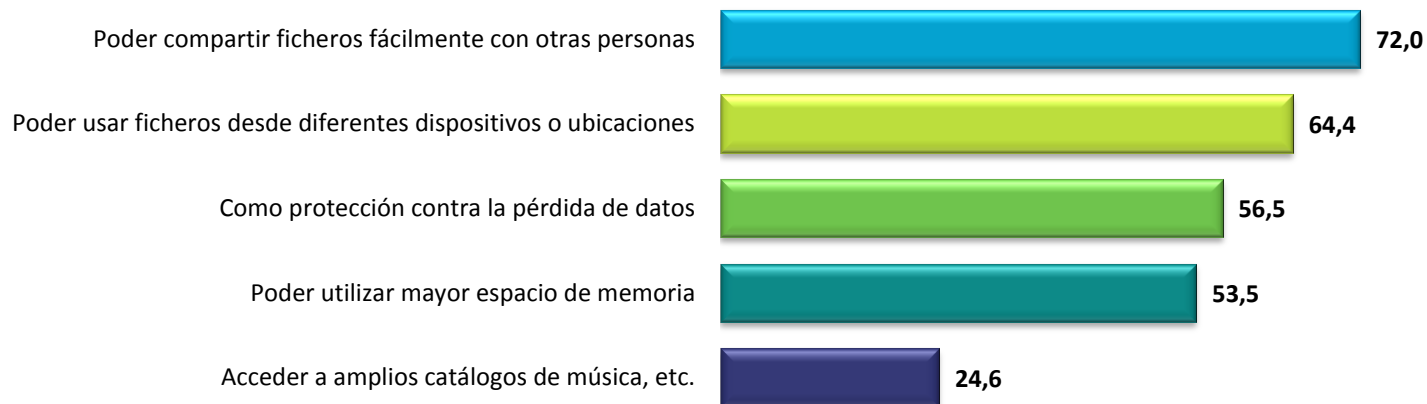 Poder compartir ficheros fácilmente con otras personas 72,0
Poder usar ficheros desde diferentes dispositivos o ubicaciones 64,4
Como protección contra la pérdida de datos 56,5
Poder utilizar mayor espacio de memoria 53,5
Acceder a amplios catálogos de música, etc. 24,6